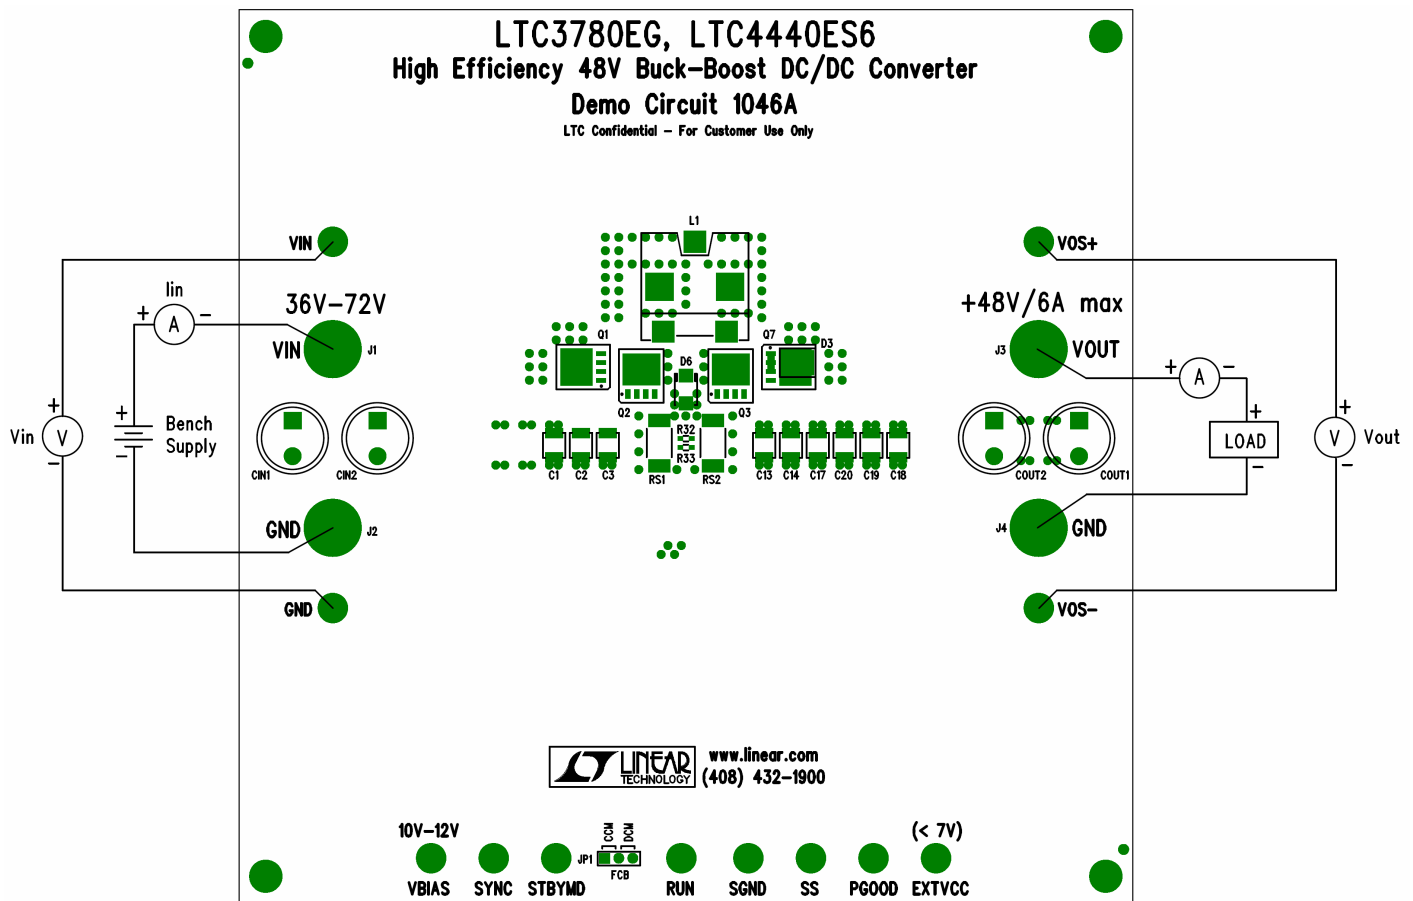 LTC3780EG, LTC4440ES6
High Efficiency 48V Buck-Boost DC/DC Converter
Demo Circuit 1046A
LTC Confidential - For Customer Use Only
L1
VIN
VOS+
Iin
36V-72V
+48V/6A max
+ A -
VIN
J1
Q1
Q7
D3
J3
VOUT
D6
+ A -
Q2
Q3
+
+
+
+
Vin V
Bench
Supply
R32
R33
LOAD
V Vout
-
-
-
-
CIN1
CIN2
C1 C2 C3
RS1
RS2
C13 C14 C17 C20 C19 C18
COUT2
COUT1
GND
J2
J4
GND
GND
VOS-
LINEAR
TECHNOLOGY
www.linear.com
(408) 432-1900
10V-12V
CCM
DCM
(< 7V)
JP1
FCB
VBIAS SYNC STBYMD RUN SGND SS PGOOD EXTVCC